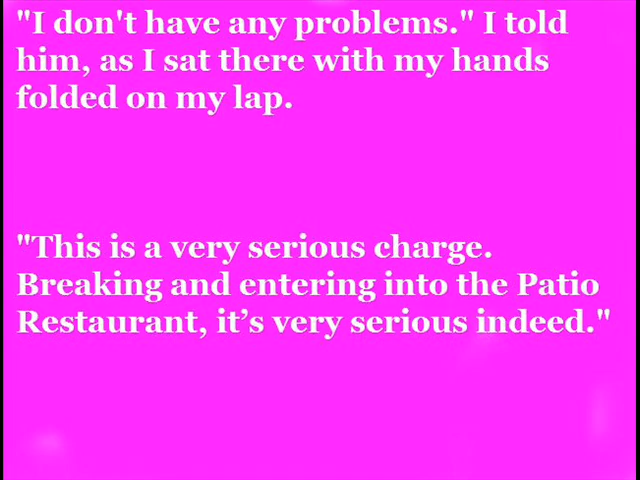 "I don't have any problems." I told
him, as I sat there with my hands
folded on my lap.
"This is a very serious charge.
Breaking and entering into the Patio
Restaurant, it’s very serious indeed."